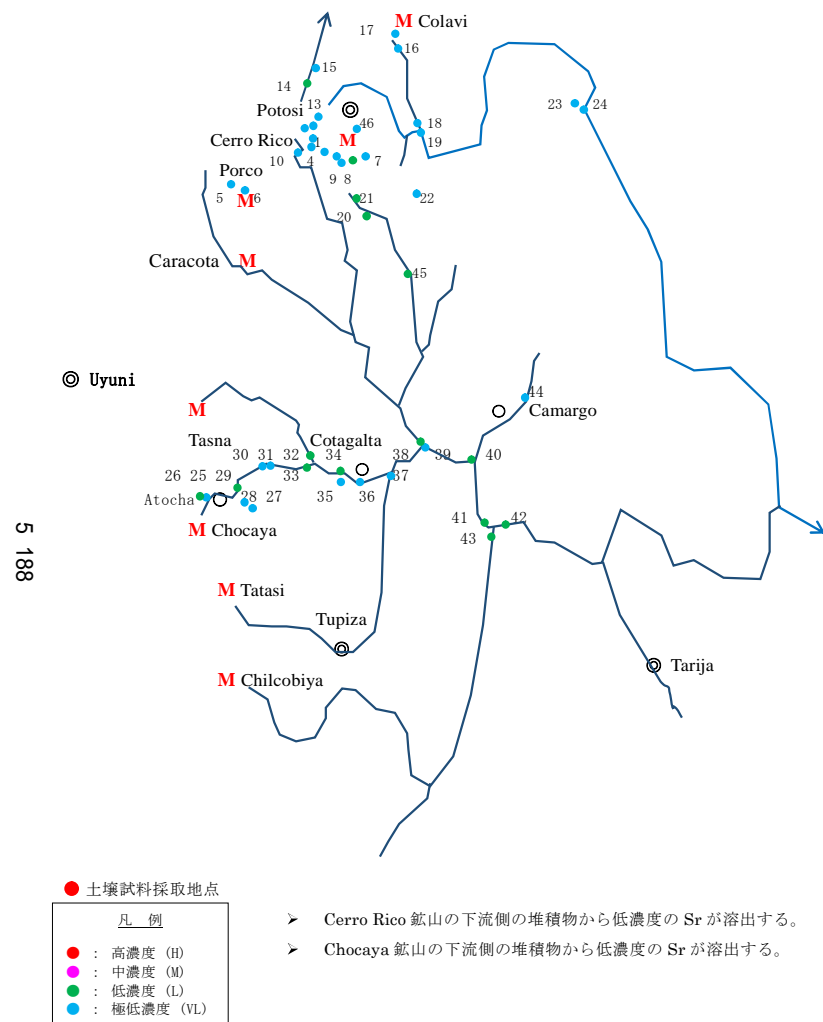 17 M Colavi
16
15
14
13
Potosi
46
18
23 24
Cerro Rico 1 M
19
10 4 7
Porco 9 8
5 6 21 22
M
20
Caracota M
45
Uyuni
M
44
Camargo
Tasna Cotagalta
30 31 32 34 38 39 40
26 25 29 33 37
Atocha 28 27 35 36
M Chocaya
41 42
43
5 188
M Tatasi
Tupiza
Tarija
M Chilcobiya
土壌試料採取地点
凡 例
： 高濃度 (H)
： 中濃度 (M)
： 低濃度 (L)
： 極低濃度 (VL)
➢ Cerro Rico 鉱山の下流側の堆積物から低濃度の Sr が溶出する。
➢ Chocaya 鉱山の下流側の堆積物から低濃度の Sr が溶出する。